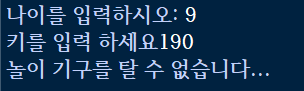 나이를 입력하시오: 9
키를 입력 하세요190
놀이 기구를 탈 수 없습니다...